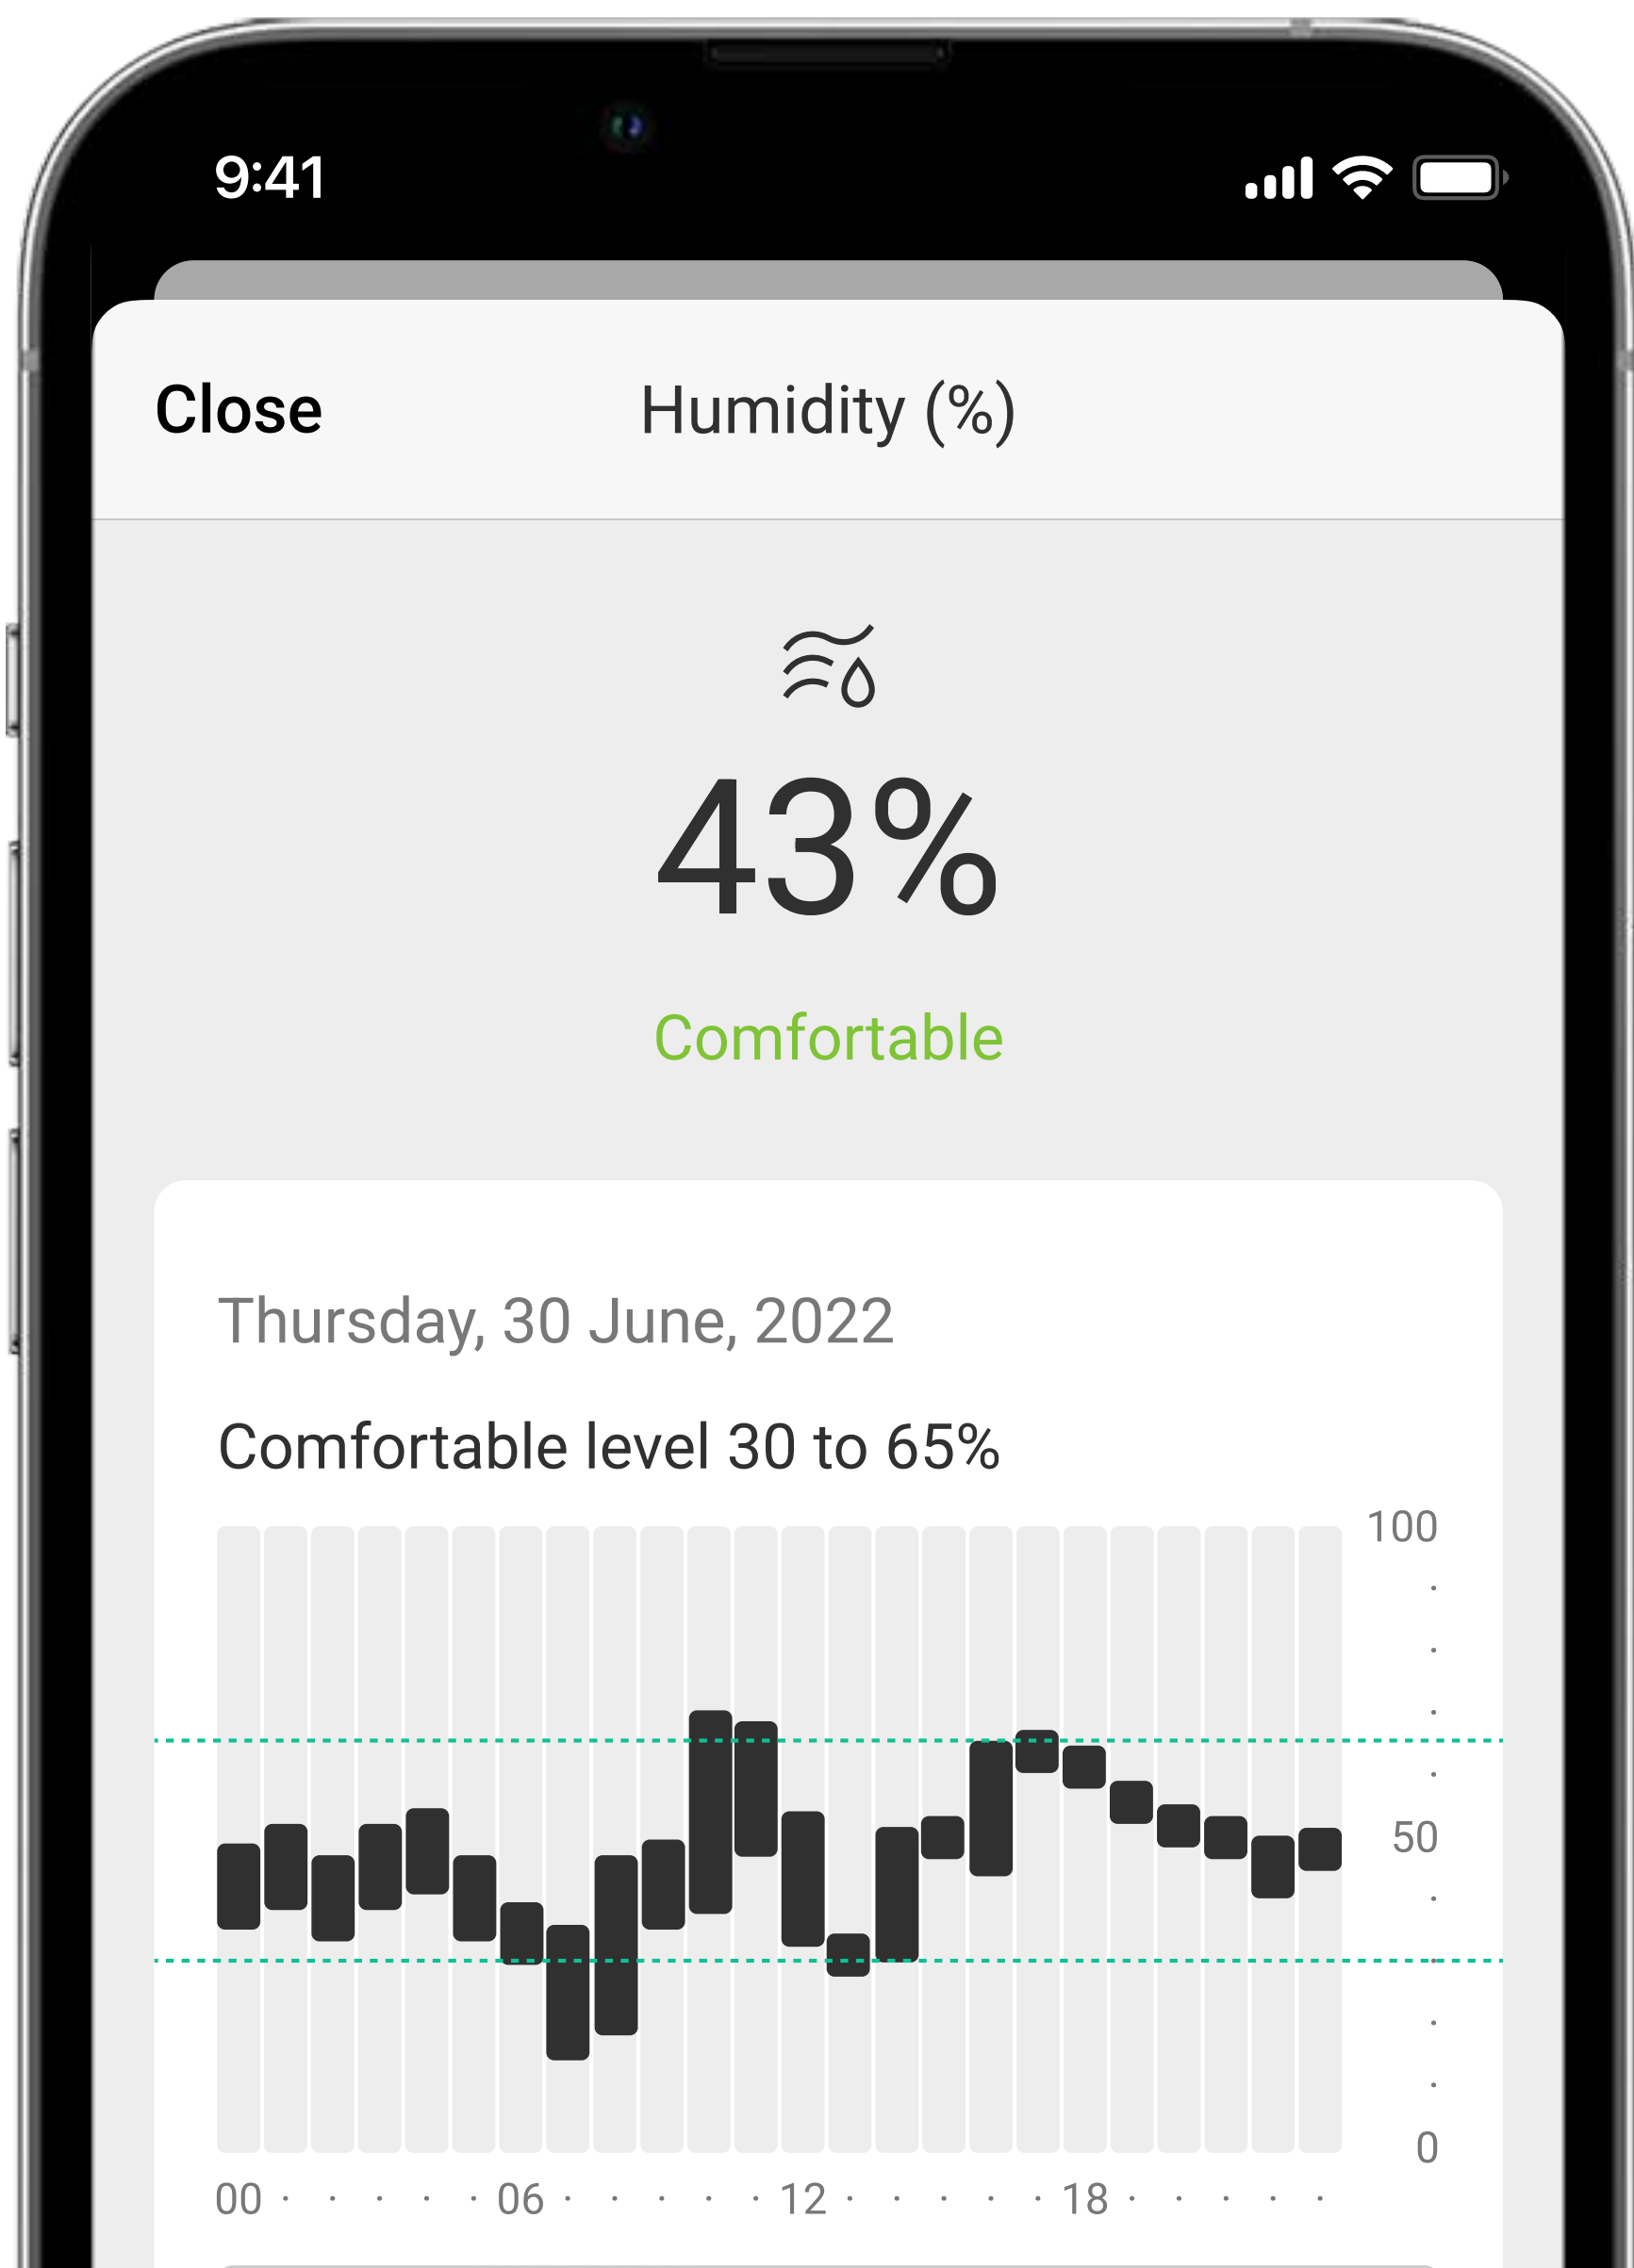 9:41
Close
Humidity (%)
43%
Comfortable
Thursday, 30 June, 2022
Comfortable level 30 to 65%
100
50
0
00 · · · · · 06 · · · · · 12 · · · · · 18 · · · · ·